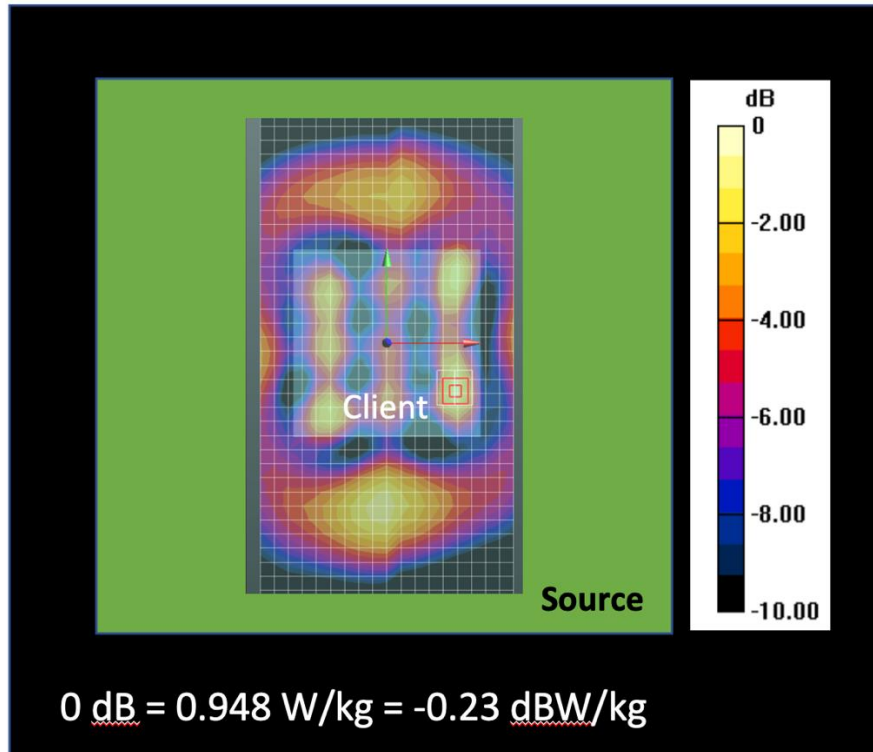 dB
0
-2.00
-4.00
-6.00
-8.00
-10.00
Client
Source
0 dB = 0.948 W/kg = -0.23 dBW/kg